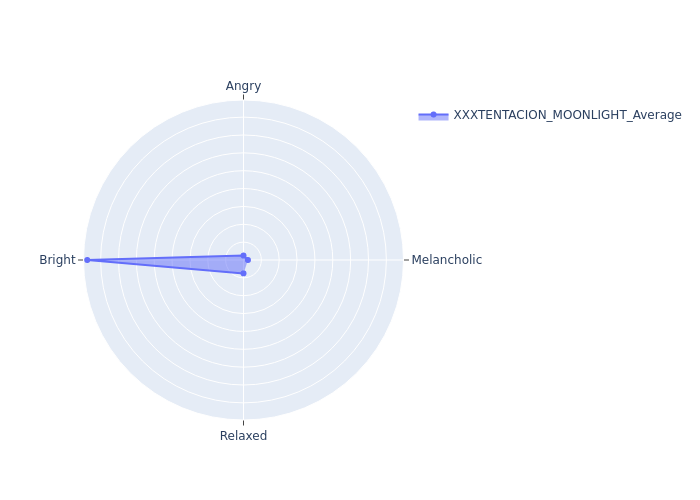 Angry
XXXTENTACION_MOONLIGHT_Average
Bright
Melancholic
Relaxed